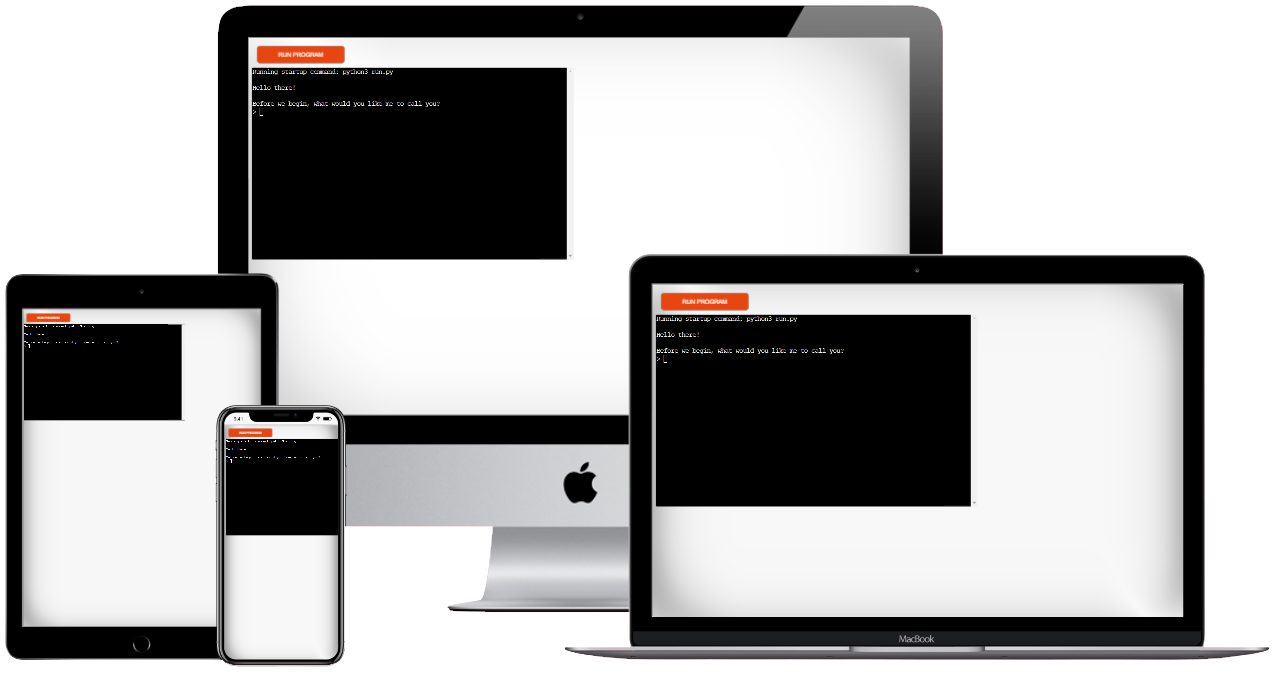 RUN PROGRAM
Running startup command: python3 run.py
Hello there!
Before we begin, what would you like me to call you?
>
RUN PROGRAM
Running startup command: python3 run.py
Hello there!
Before we begin, what would you like me to call you?
>
RUN PROGRAM
9:41
RUN PROGRAM
MacBook